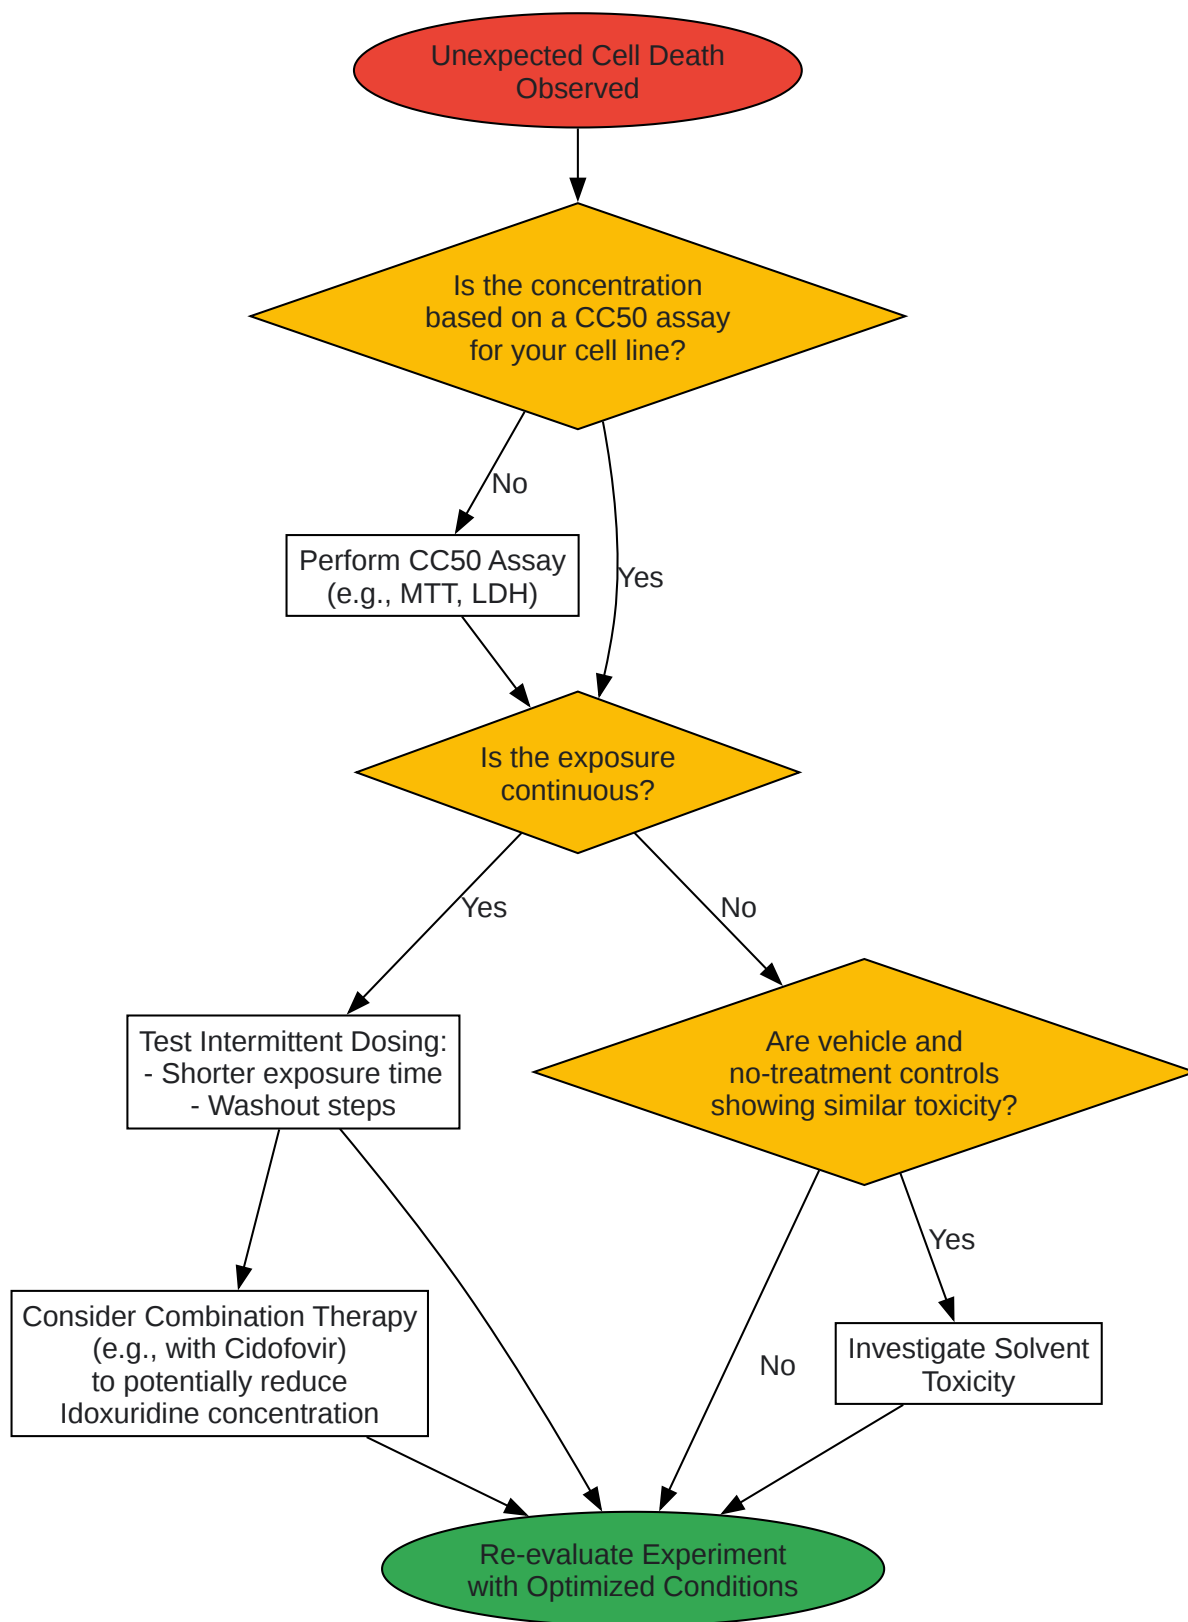 Unexpected Cell Death
Observed
Is the concentration
based on a CC50 assay
for your cell line?
No
Yes
Perform CC50 Assay
(e.g., MTT, LDH)
Is the exposure
continuous?
Yes
No
Test Intermittent Dosing:
- Shorter exposure time
- Washout steps
Are vehicle and
no-treatment controls
showing similar toxicity?
Yes
No
Consider Combination Therapy
(e.g., with Cidofovir)
to potentially reduce
Idoxuridine concentration
Investigate Solvent
Toxicity
Re-evaluate Experiment
with Optimized Conditions